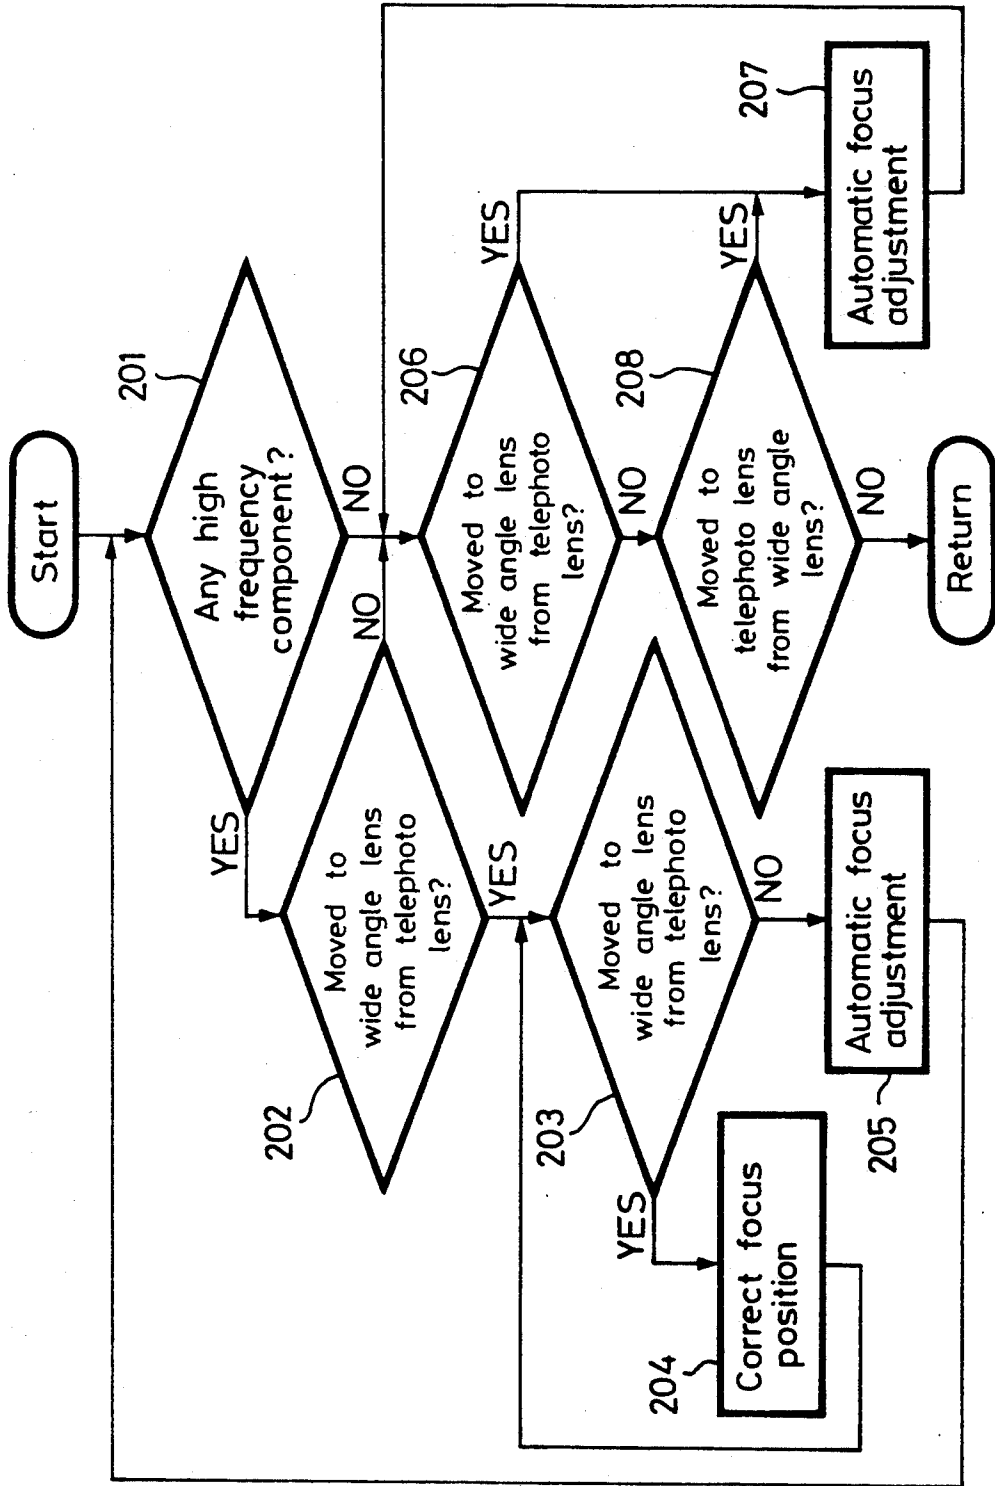 Start
201
Any high
frequency
component?
YES
NO
202
Moved to
wide angle lens
from telephoto
lens?
NO
YES
206
Moved to
wide angle lens
from telephoto
lens?
YES
NO
203
Moved to
wide angle lens
from telephoto
lens?
YES
NO
208
Moved to
telephoto lens
from wide angle
lens?
YES
NO
204
Correct focus
position
205
Automatic focus
adjustment
207
Automatic focus
adjustment
Return